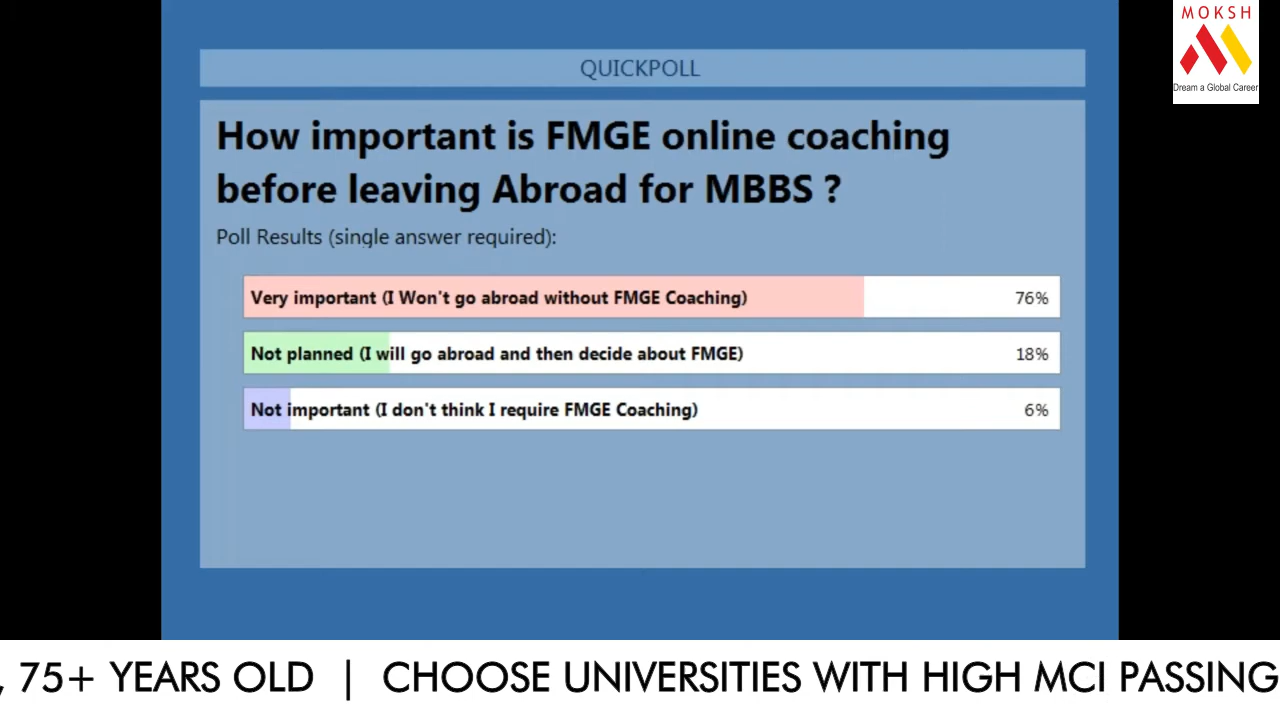 MOKSH
Dream a Global Career
QUICKPOLL
How important is FMGE online coaching
before leaving Abroad for MBBS ?
Poll Results (single answer required):
Very important (I Won't go abroad without FMGE Coaching) 76%
Not planned (I will go abroad and then decide about FMGE) 18%
Not important (I don't think I require FMGE Coaching) 6%
, 75+ YEARS OLD | CHOOSE UNIVERSITIES WITH HIGH MCI PASSING